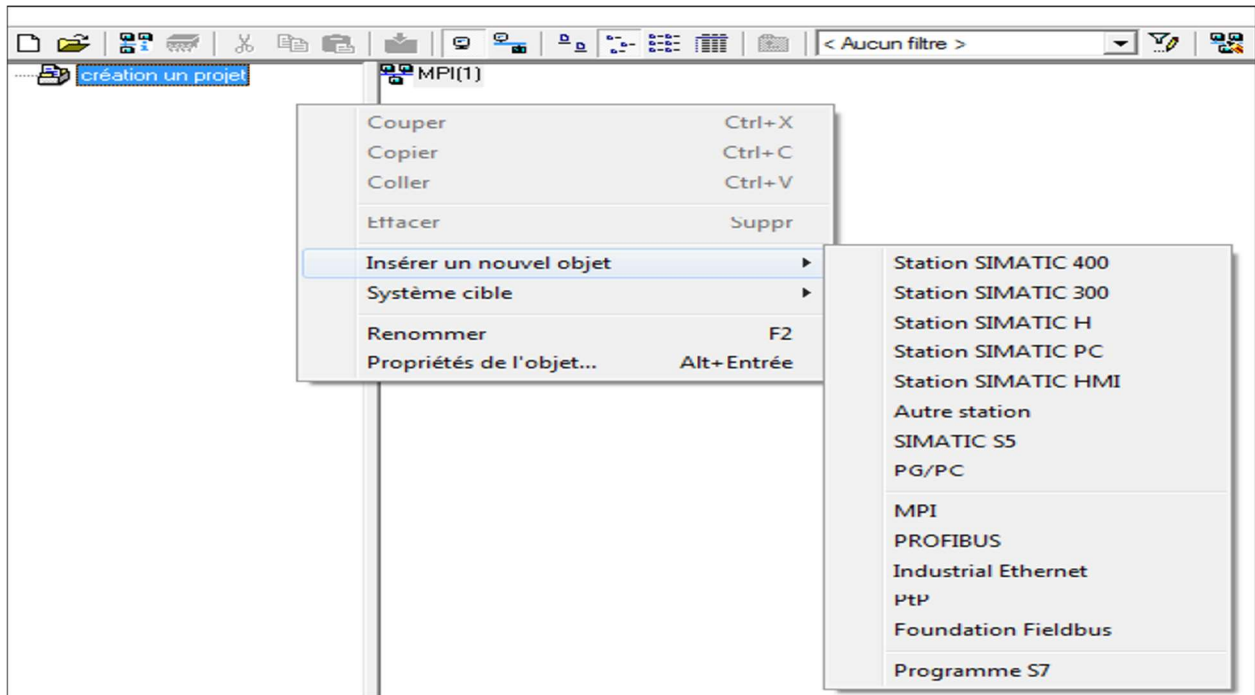 < Aucun filtre >
création un projet
MPI(1)
Couper Ctrl+X
Copier Ctrl+C
Coller Ctrl+V
Effacer Suppr
Insérer un nouvel objet
Système cible
Renommer F2
Propriétés de l'objet... Alt+Entrée
Station SIMATIC 400
Station SIMATIC 300
Station SIMATIC H
Station SIMATIC PC
Station SIMATIC HMI
Autre station
SIMATIC S5
PG/PC
MPI
PROFIBUS
Industrial Ethernet
PtP
Foundation Fieldbus
Programme S7